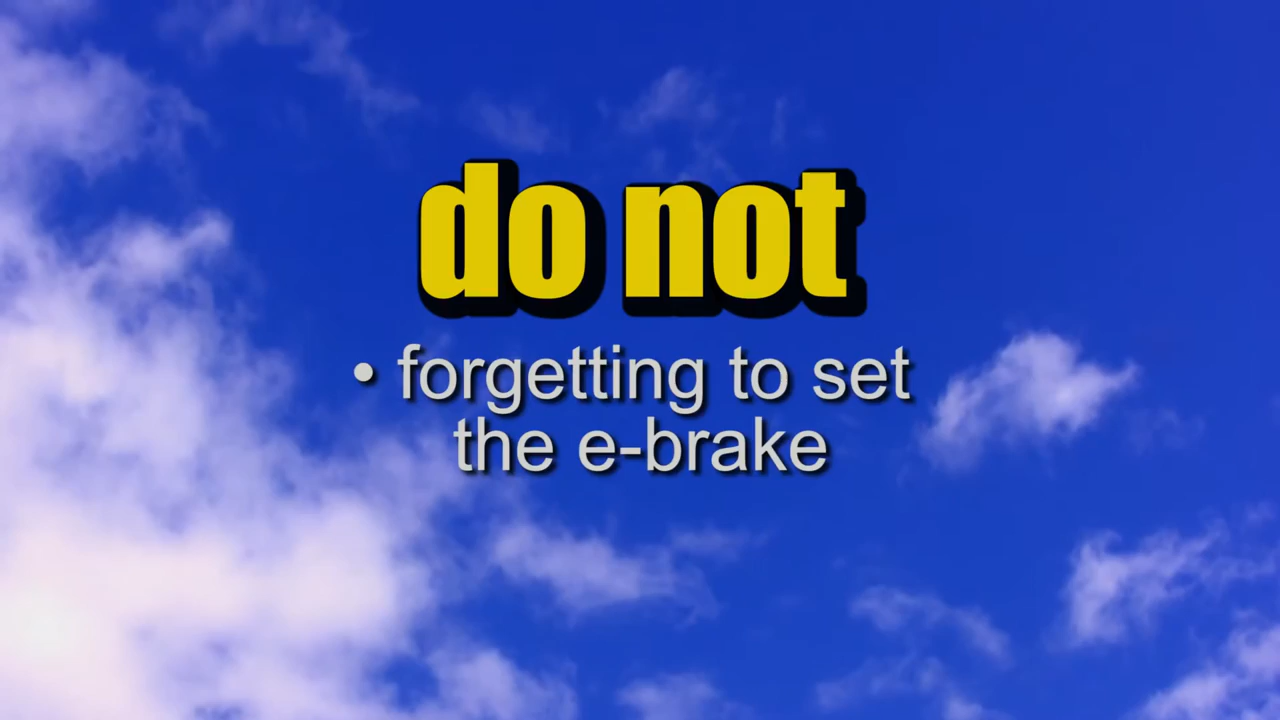 do not
• forgetting to set
the e-brake